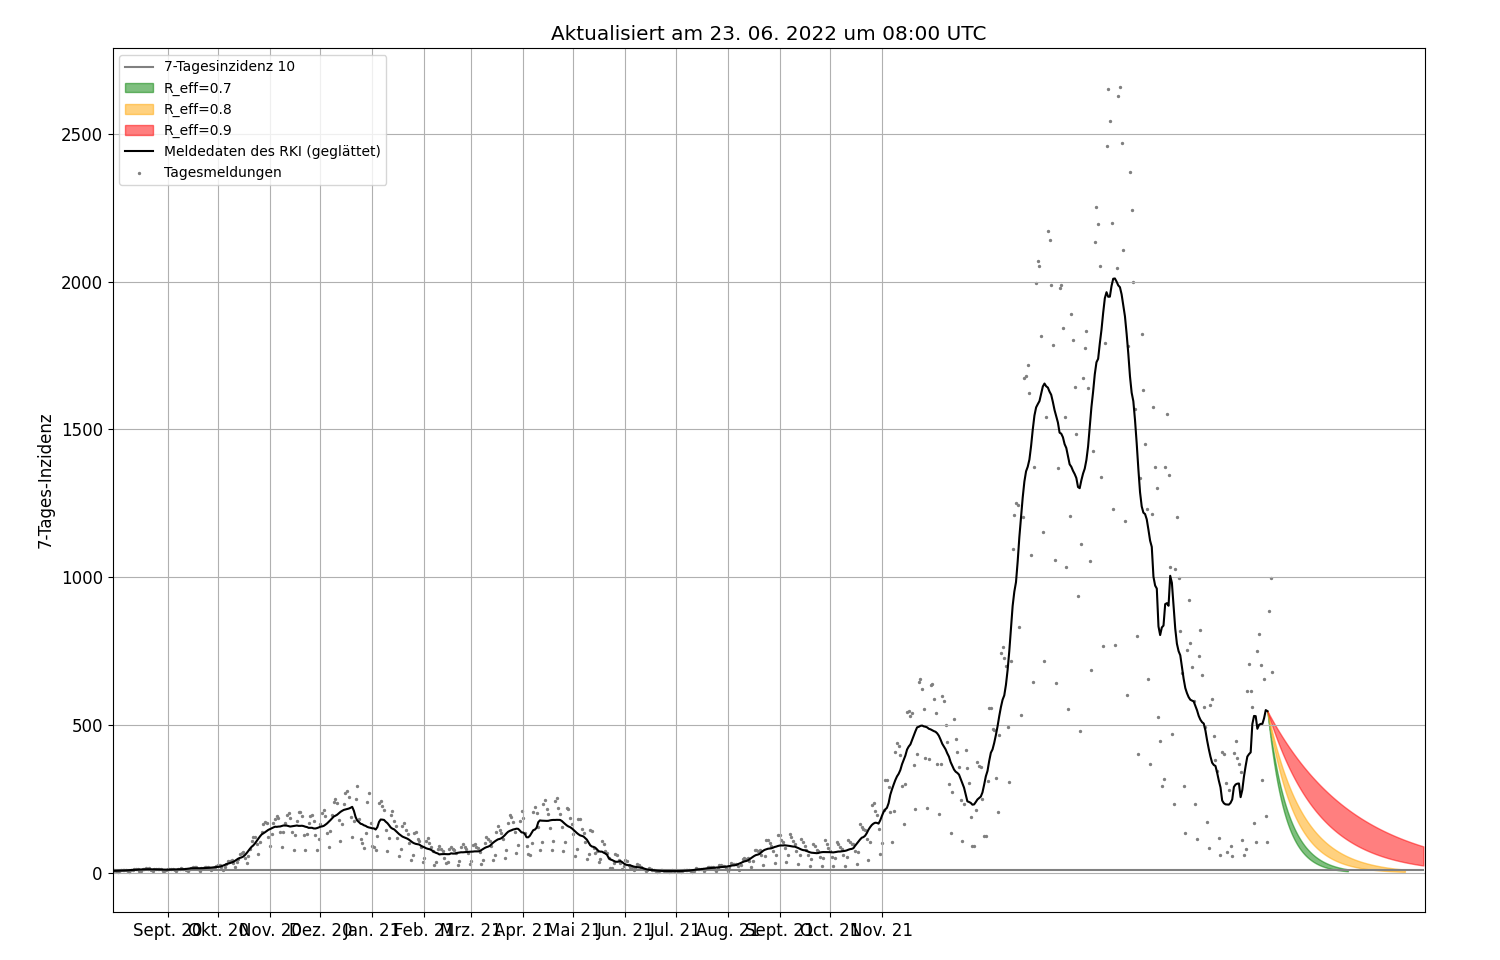 Aktualisiert am 23. 06. 2022 um 08:00 UTC
7-Tagesinzidenz 10
R_eff=0.7
R_eff=0.8
R_eff=0.9
Meldedaten des RKI (geglättet)
Tagesmeldungen
7-Tages-Inzidenz
2500
2000
1500
1000
500
0
Sept. 20 Okt. 20 Nov. 20 Dez. 20 Jan. 21 Feb. 21 Mrz. 21 Apr. 21 Mai 21 Jun. 21 Jul. 21 Aug. 21 Sept. 21 Oct. 21 Nov. 21